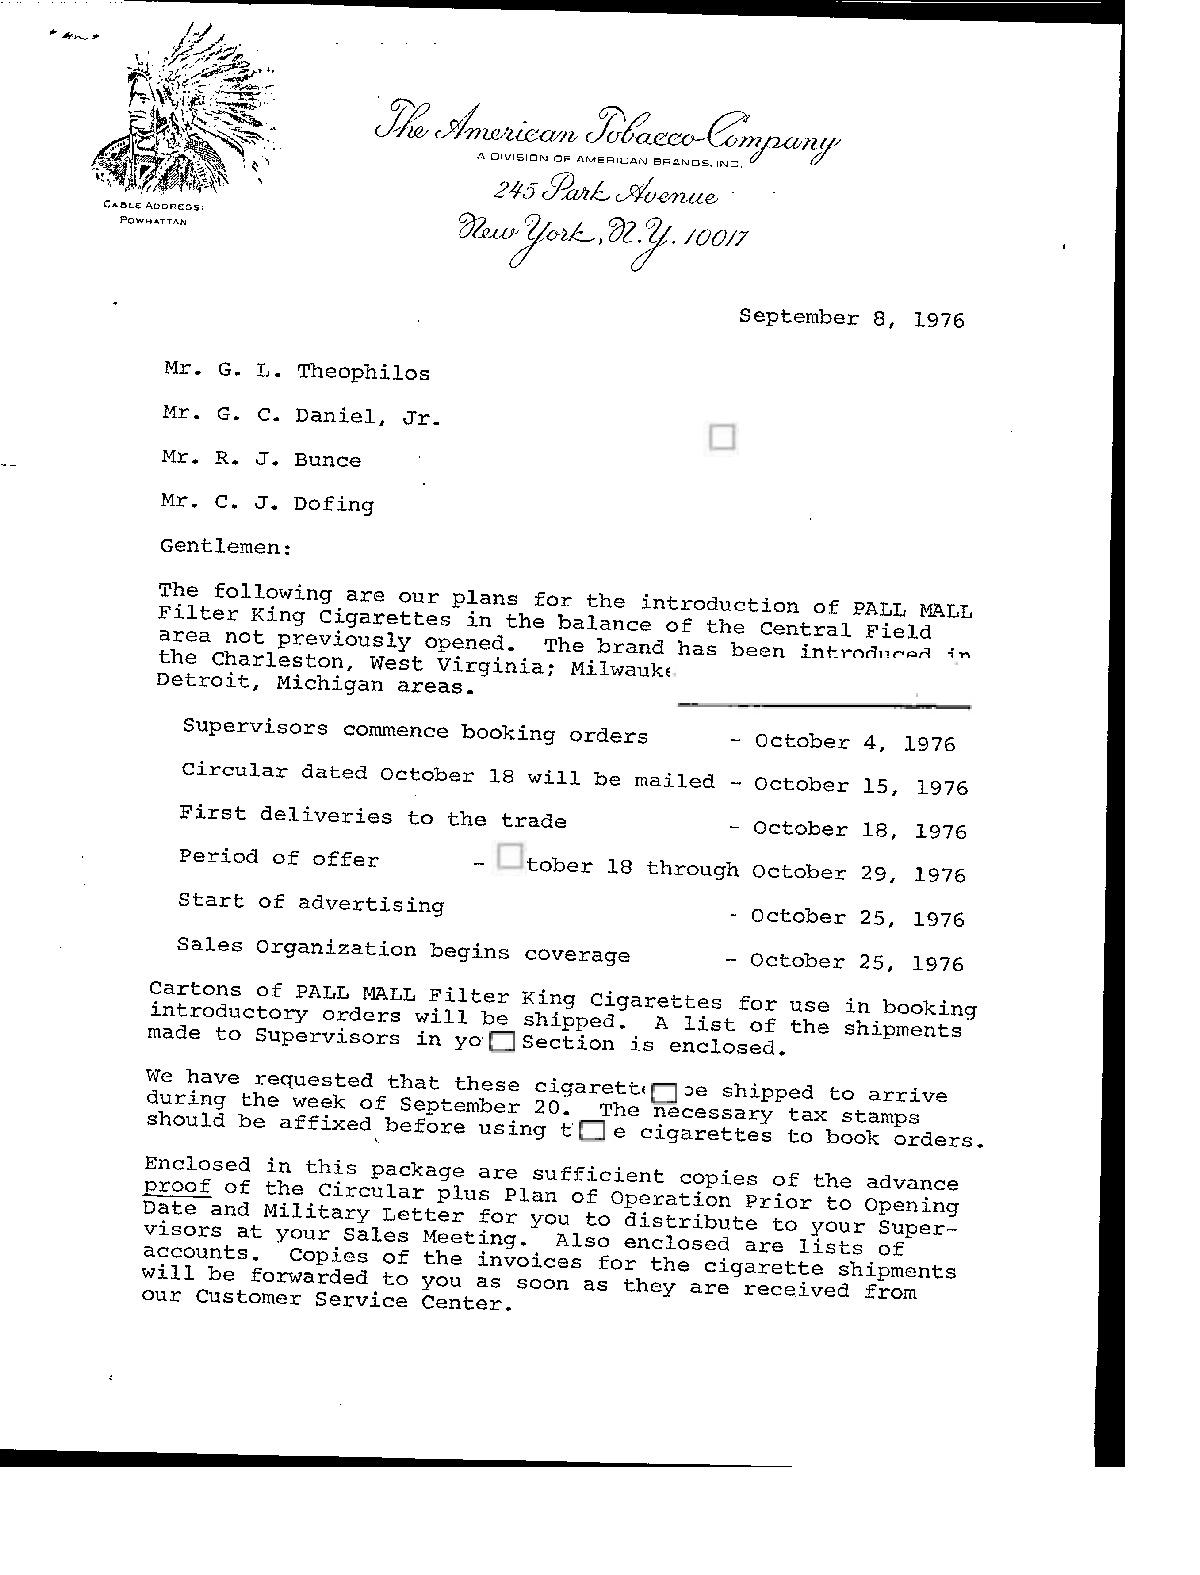 The American Tobacco Company
A DIVISION OF AMERICAN BRANDS, INC.
245 Park Avenue
New York, N.Y. 10017
CABLE ADDRESS:
POWHATTAN
September 8, 1976
Mr. G. L. Theophilos
Mr. G. C. Daniel, Jr.
Mr. R. J. Bunce
Mr. C. J. Dofing
Gentlemen:
The following are our plans for the introduction of PALL MALL
Filter King Cigarettes in the balance of the Central Field
area not previously opened. The brand has been introduced in
the Charleston, West Virginia;
Detroit, Michigan areas.
Supervisors commence booking orders - October 4, 1976
Circular dated October 18 will be mailed - October 15, 1976
First deliveries to the trade - October 18, 1976
Period of offer - tober 18 through October 29, 1976
Start of advertising - October 25, 1976
Sales Organization begins coverage - October 25, 1976
Cartons of PALL MALL Filter King Cigarettes for use in booking
introductory orders will be shipped. A list of the shipments
made to Supervisors in yo Section is enclosed.
We have requested that these cigarett be shipped to arrive
during the week of September 20. The necessary tax stamps
should be affixed before using t e cigarettes to book orders.
Enclosed in this package are sufficient copies of the advance
proof of the Circular plus Plan of Operation Prior to Opening
Date and Military Letter for you to distribute to your Super-
visors at your Sales Meeting. Also enclosed are lists of
accounts. Copies of the invoices for the cigarette shipments
will be forwarded to you as soon as they are received from
our Customer Service Center.